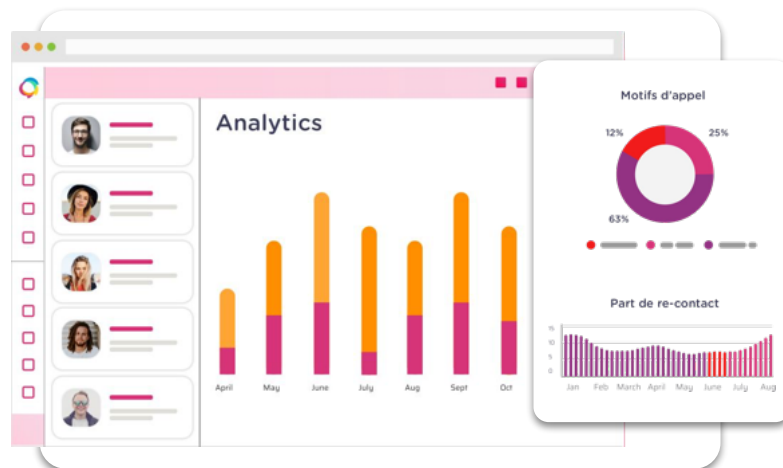 Analytics
April May June July Aug Sept Oct
Motifs d'appel
12% 25%
63%
Part de re-contact
15
10
5
0
Jan Feb March April May June July Aug